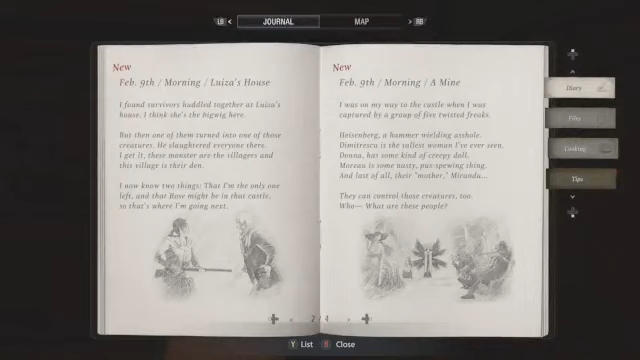 LB < JOURNAL MAP > RB
New
Feb. 9th / Morning / Luiza's House
I found survivors huddled together at Luiza's
house. I think she's the bigwig here.
But then one of them turned into one of those
creatures. He slaughtered everyone there.
I get it, these monster are the villagers and
this village is their den.
I now know two things: That I'm the only one
left, and that Rose might be in that castle,
so that's where I'm going next.
New
Feb. 9th / Morning / A Mine
I was on my way to the castle when I was
captured by a group of five twisted freaks.
Heisenberg, a hammer wielding asshole.
Dimitrescu is the tallest woman I've ever seen.
Donna, has some kind of creepy doll.
Moreau is some nasty, pus-spewing thing.
And last of all, their "mother," Miranda...
They can control those creatures, too.
Who— What are these people?
Diary
Files
Cooking
Tips
2 / 4
Y List B Close